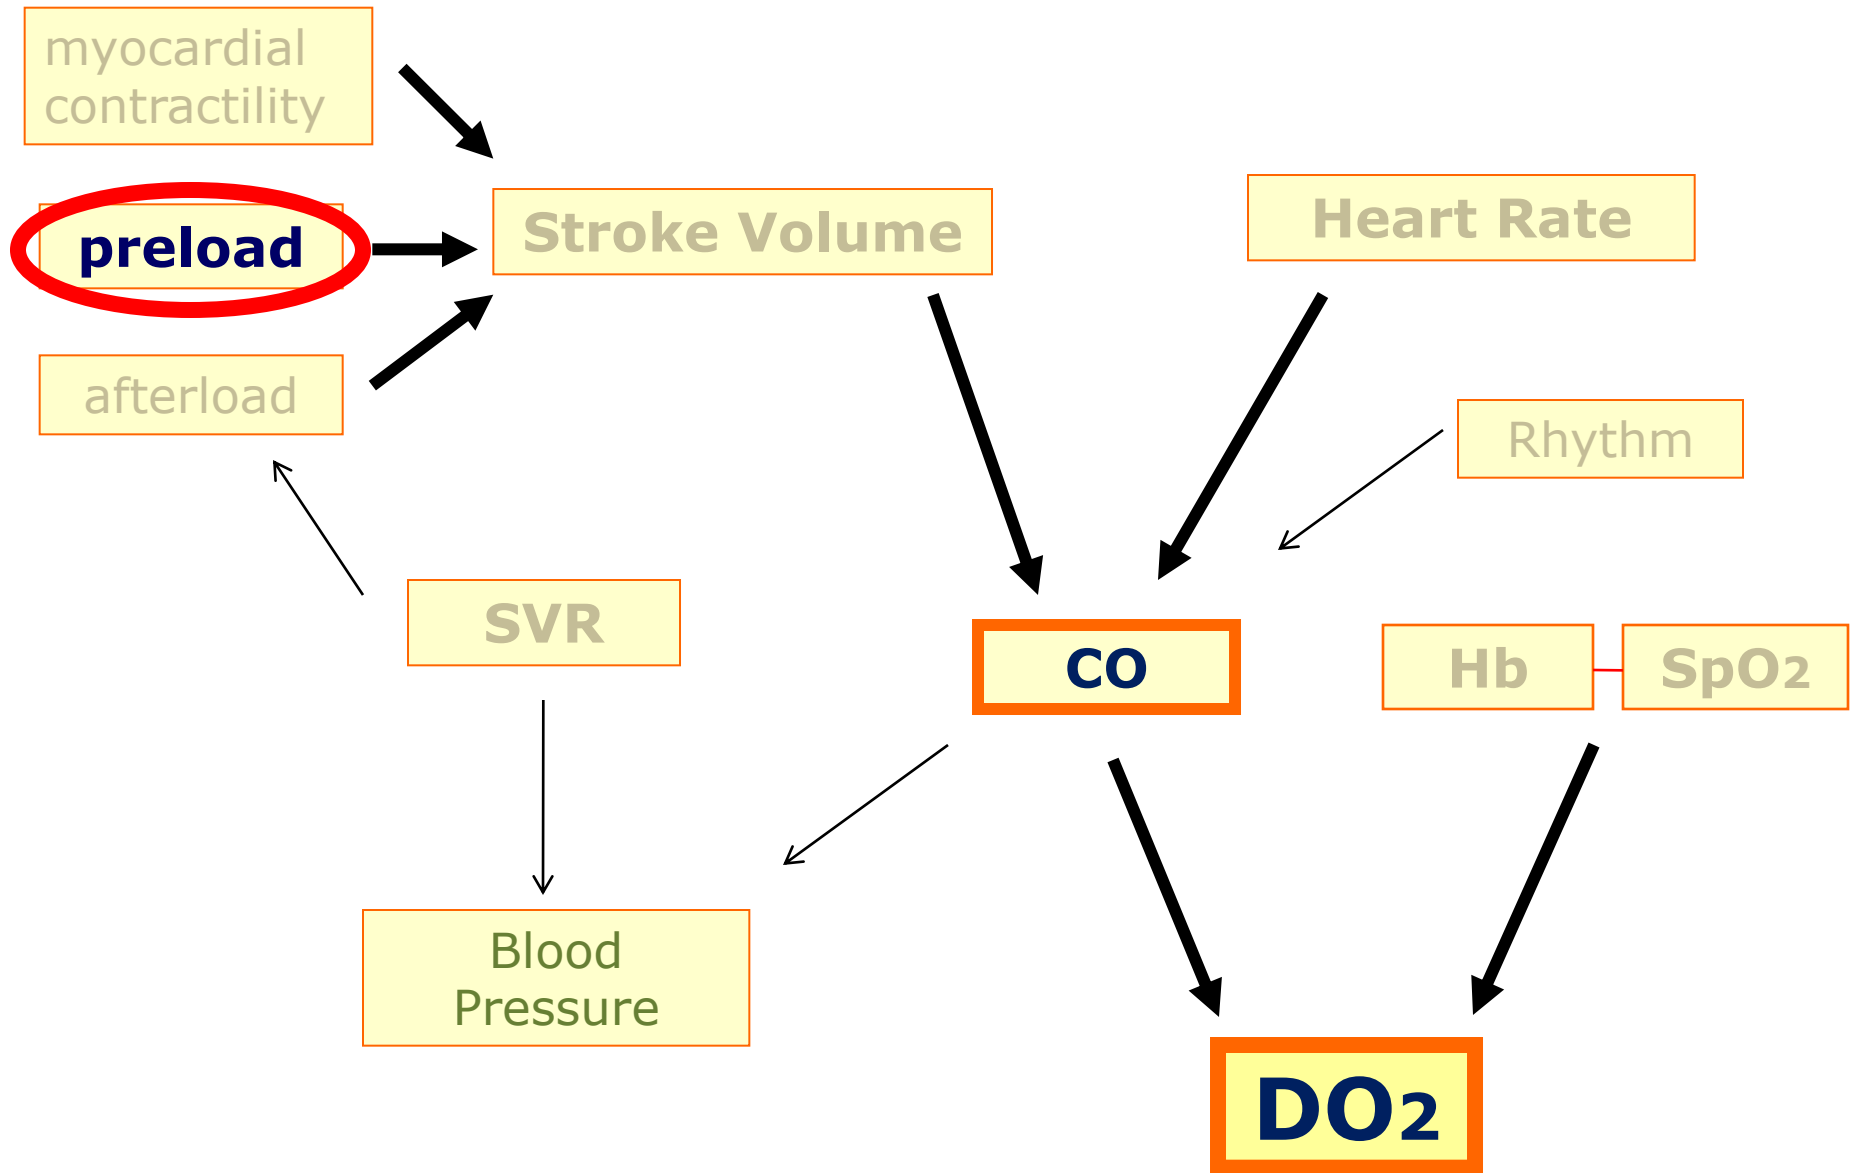 myocardial
contractility
preload
Stroke Volume
Heart Rate
afterload
Rhythm
SVR
CO
Hb
SpO2
Blood
Pressure
DO2